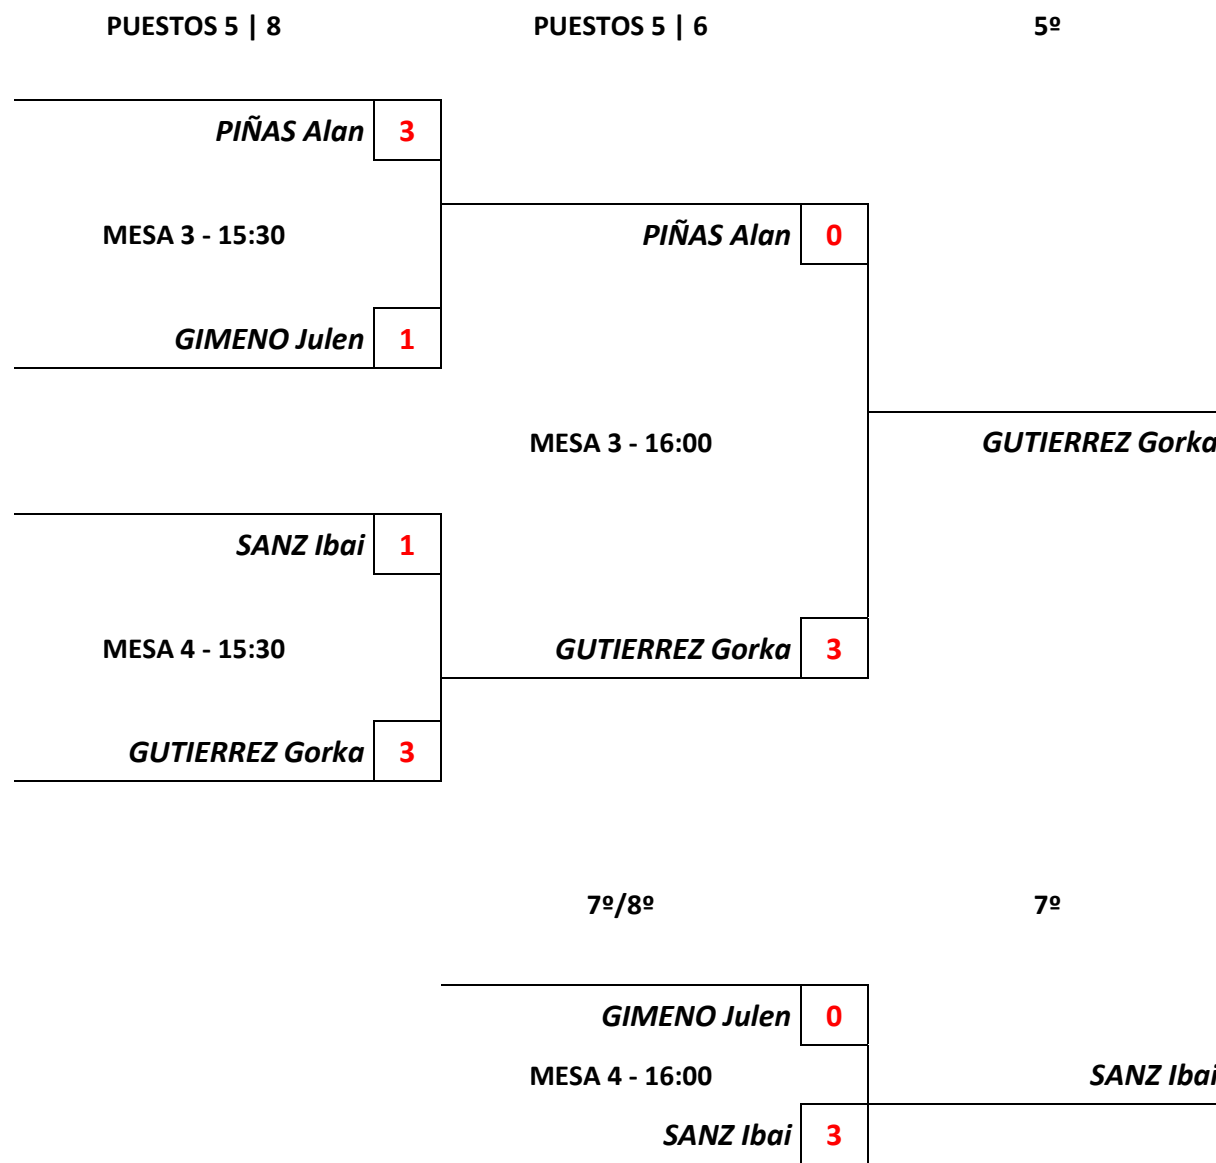 PUESTOS 5 | 8 PUESTOS 5 | 6 5º
PIÑAS Alan 3
MESA 3 - 15:30 PIÑAS Alan 0
GIMENO Julen 1
MESA 3 - 16:00 GUTIERREZ Gorka
SANZ Ibai 1
MESA 4 - 15:30 GUTIERREZ Gorka 3
GUTIERREZ Gorka 3
7º/8º 7º
GIMENO Julen 0
MESA 4 - 16:00 SANZ Ibai
SANZ Ibai 3